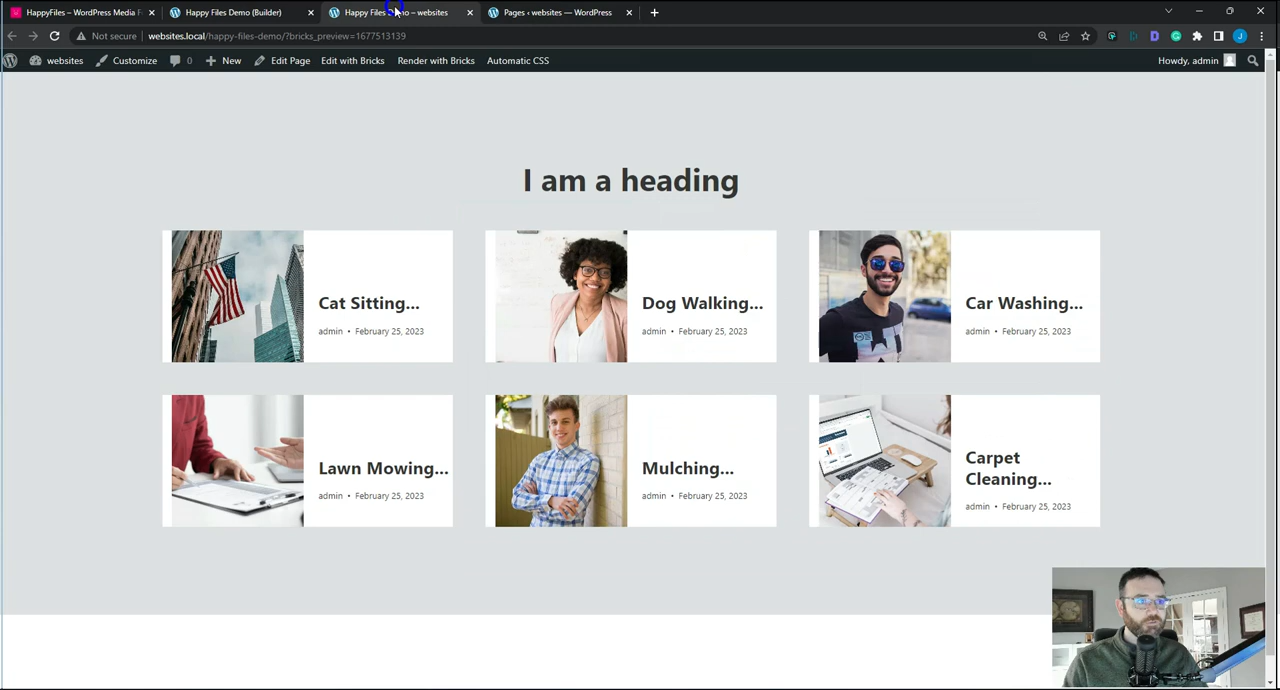 HappyFiles – WordPress Media F
Happy Files Demo (Builder)
Happy Files Demo – websites
Pages ‹ websites — WordPress
Not secure
websites.local/happy-files-demo/?bricks_preview=1677513139
websites
Customize
0
New
Edit Page
Edit with Bricks
Render with Bricks
Automatic CSS
Howdy, admin
I am a heading
Cat Sitting...
admin • February 25, 2023
Dog Walking...
admin • February 25, 2023
Car Washing...
admin • February 25, 2023
Lawn Mowing...
admin • February 25, 2023
Mulching...
admin • February 25, 2023
Carpet
Cleaning...
admin • February 25, 2023